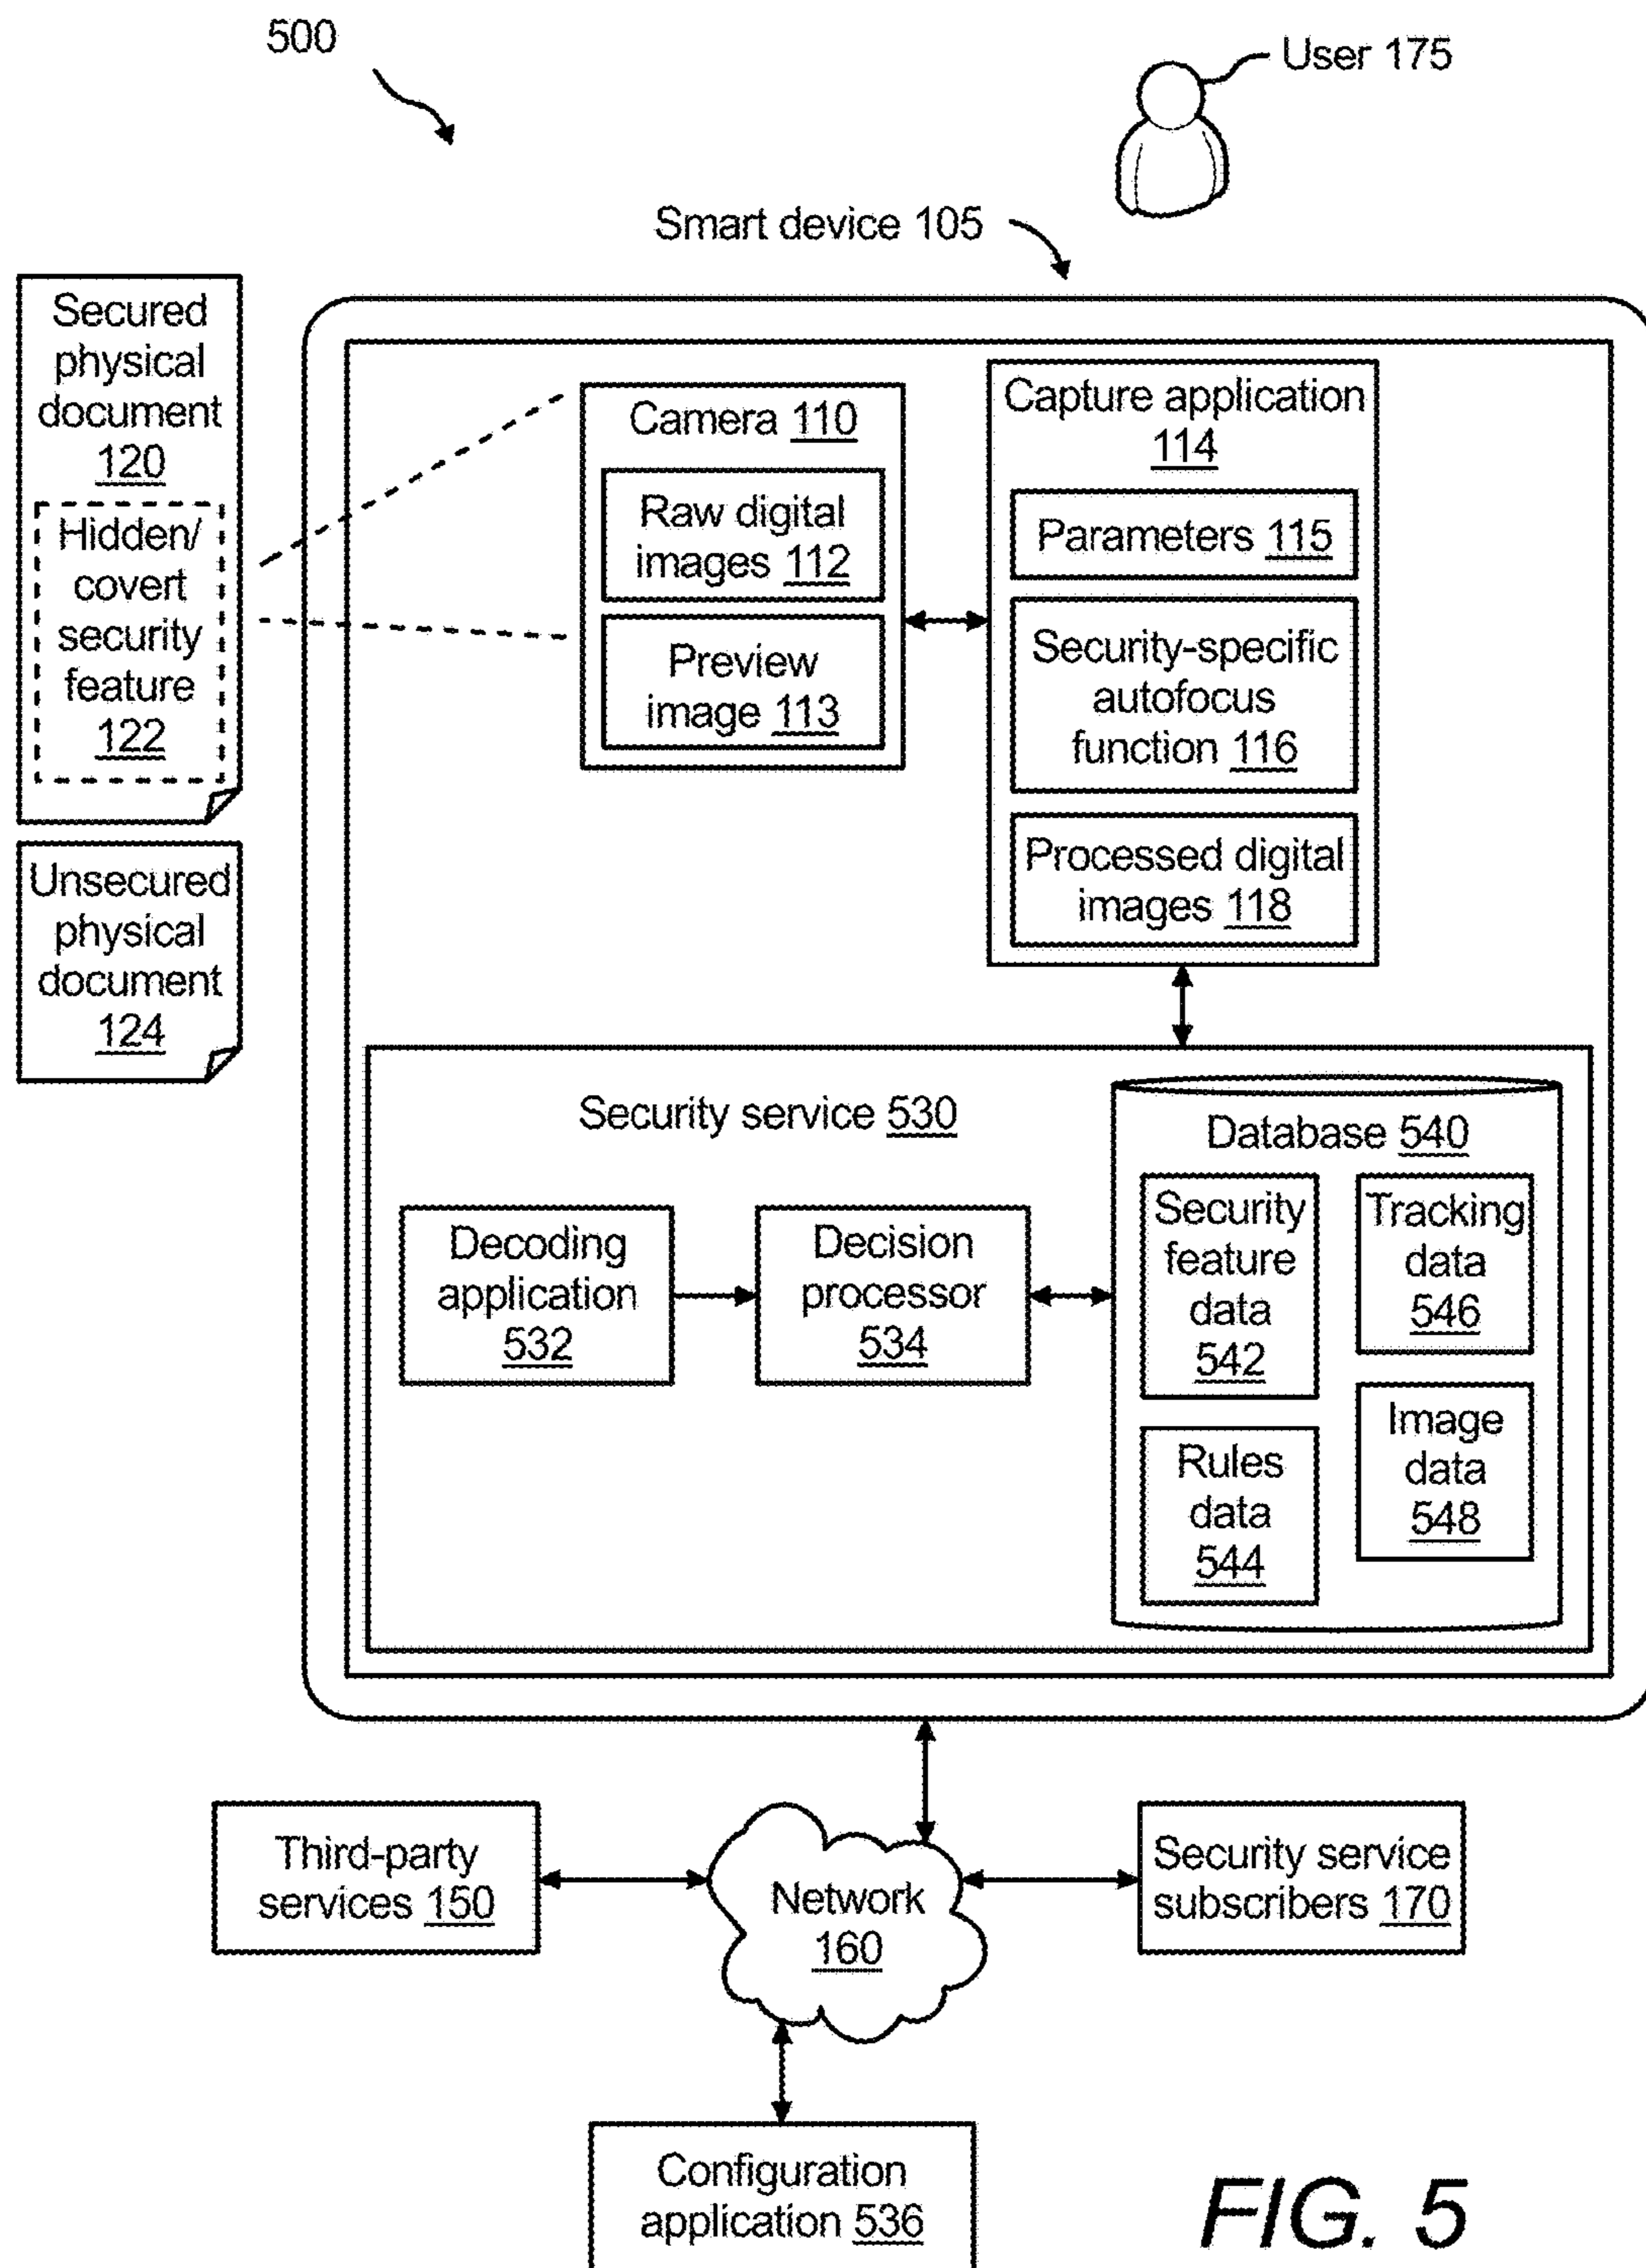 500
User 175
Smart device 105
Secured
physical
document
120
Hidden/
covert
security
feature
122
Unsecured
physical
document
124
Camera 110
Raw digital
images 112
Preview
image 113
Capture application
114
Parameters 115
Security-specific
autofocus
function 116
Processed digital
images 118
Security service 530
Decoding
application
532
Decision
processor
534
Database 540
Security
feature
data
542
Rules
data
544
Tracking
data
546
Image
data
548
Third-party
services 150
Network
160
Security service
subscribers 170
Configuration
application 536
FIG. 5